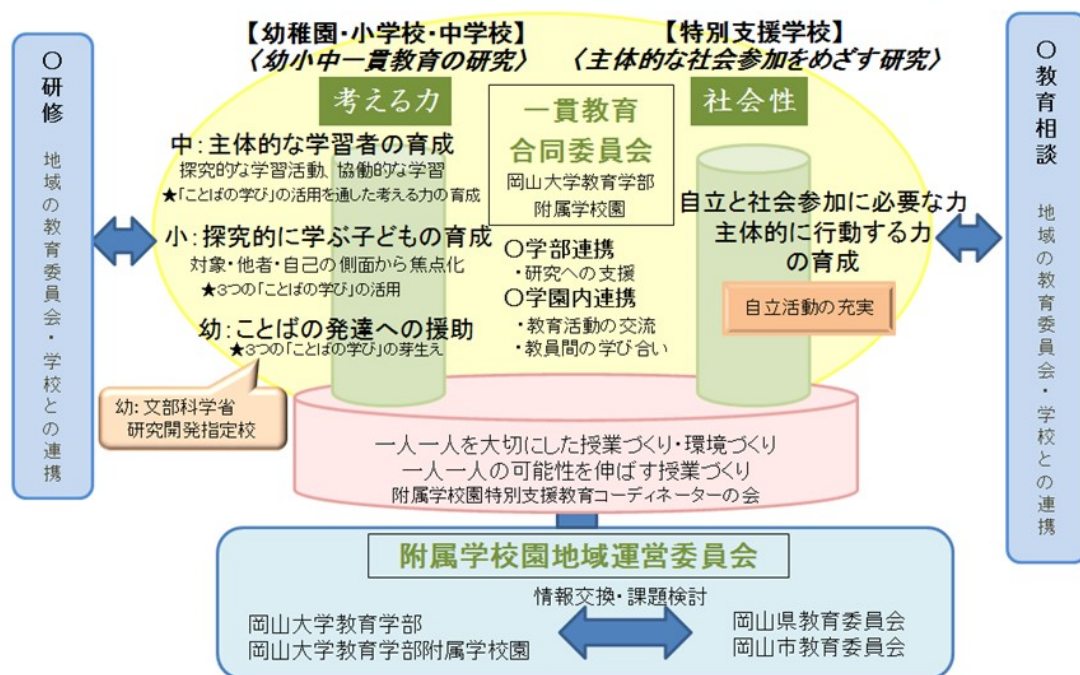 〇研修 地域の教育委員会・学校との連携
【幼稚園・小学校・中学校】
〈幼小中一貫教育の研究〉
考える力
中：主体的な学習者の育成
探究的な学習活動、協働的な学習
★「ことばの学び」の活用を通した考える力の育成
小：探究的に学ぶ子どもの育成
対象・他者・自己の側面から焦点化
★3つの「ことばの学び」の活用
幼：ことばの発達への援助
★3つの「ことばの学び」の芽生え
幼：文部科学省
研究開発指定校
一貫教育
合同委員会
岡山大学教育学部
附属学校園
〇学部連携
・研究への支援
〇学園内連携
・教育活動の交流
・教員間の学び合い
【特別支援学校】
〈主体的な社会参加をめざす研究〉
社会性
自立と社会参加に必要な力
主体的に行動する力
の育成
自立活動の充実
〇教育相談 地域の教育委員会・学校との連携
一人一人を大切にした授業づくり・環境づくり
一人一人の可能性を伸ばす授業づくり
附属学校園特別支援教育コーディネーターの会
附属学校園地域運営委員会
情報交換・課題検討
岡山大学教育学部
岡山大学教育学部附属学校園
岡山県教育委員会
岡山市教育委員会